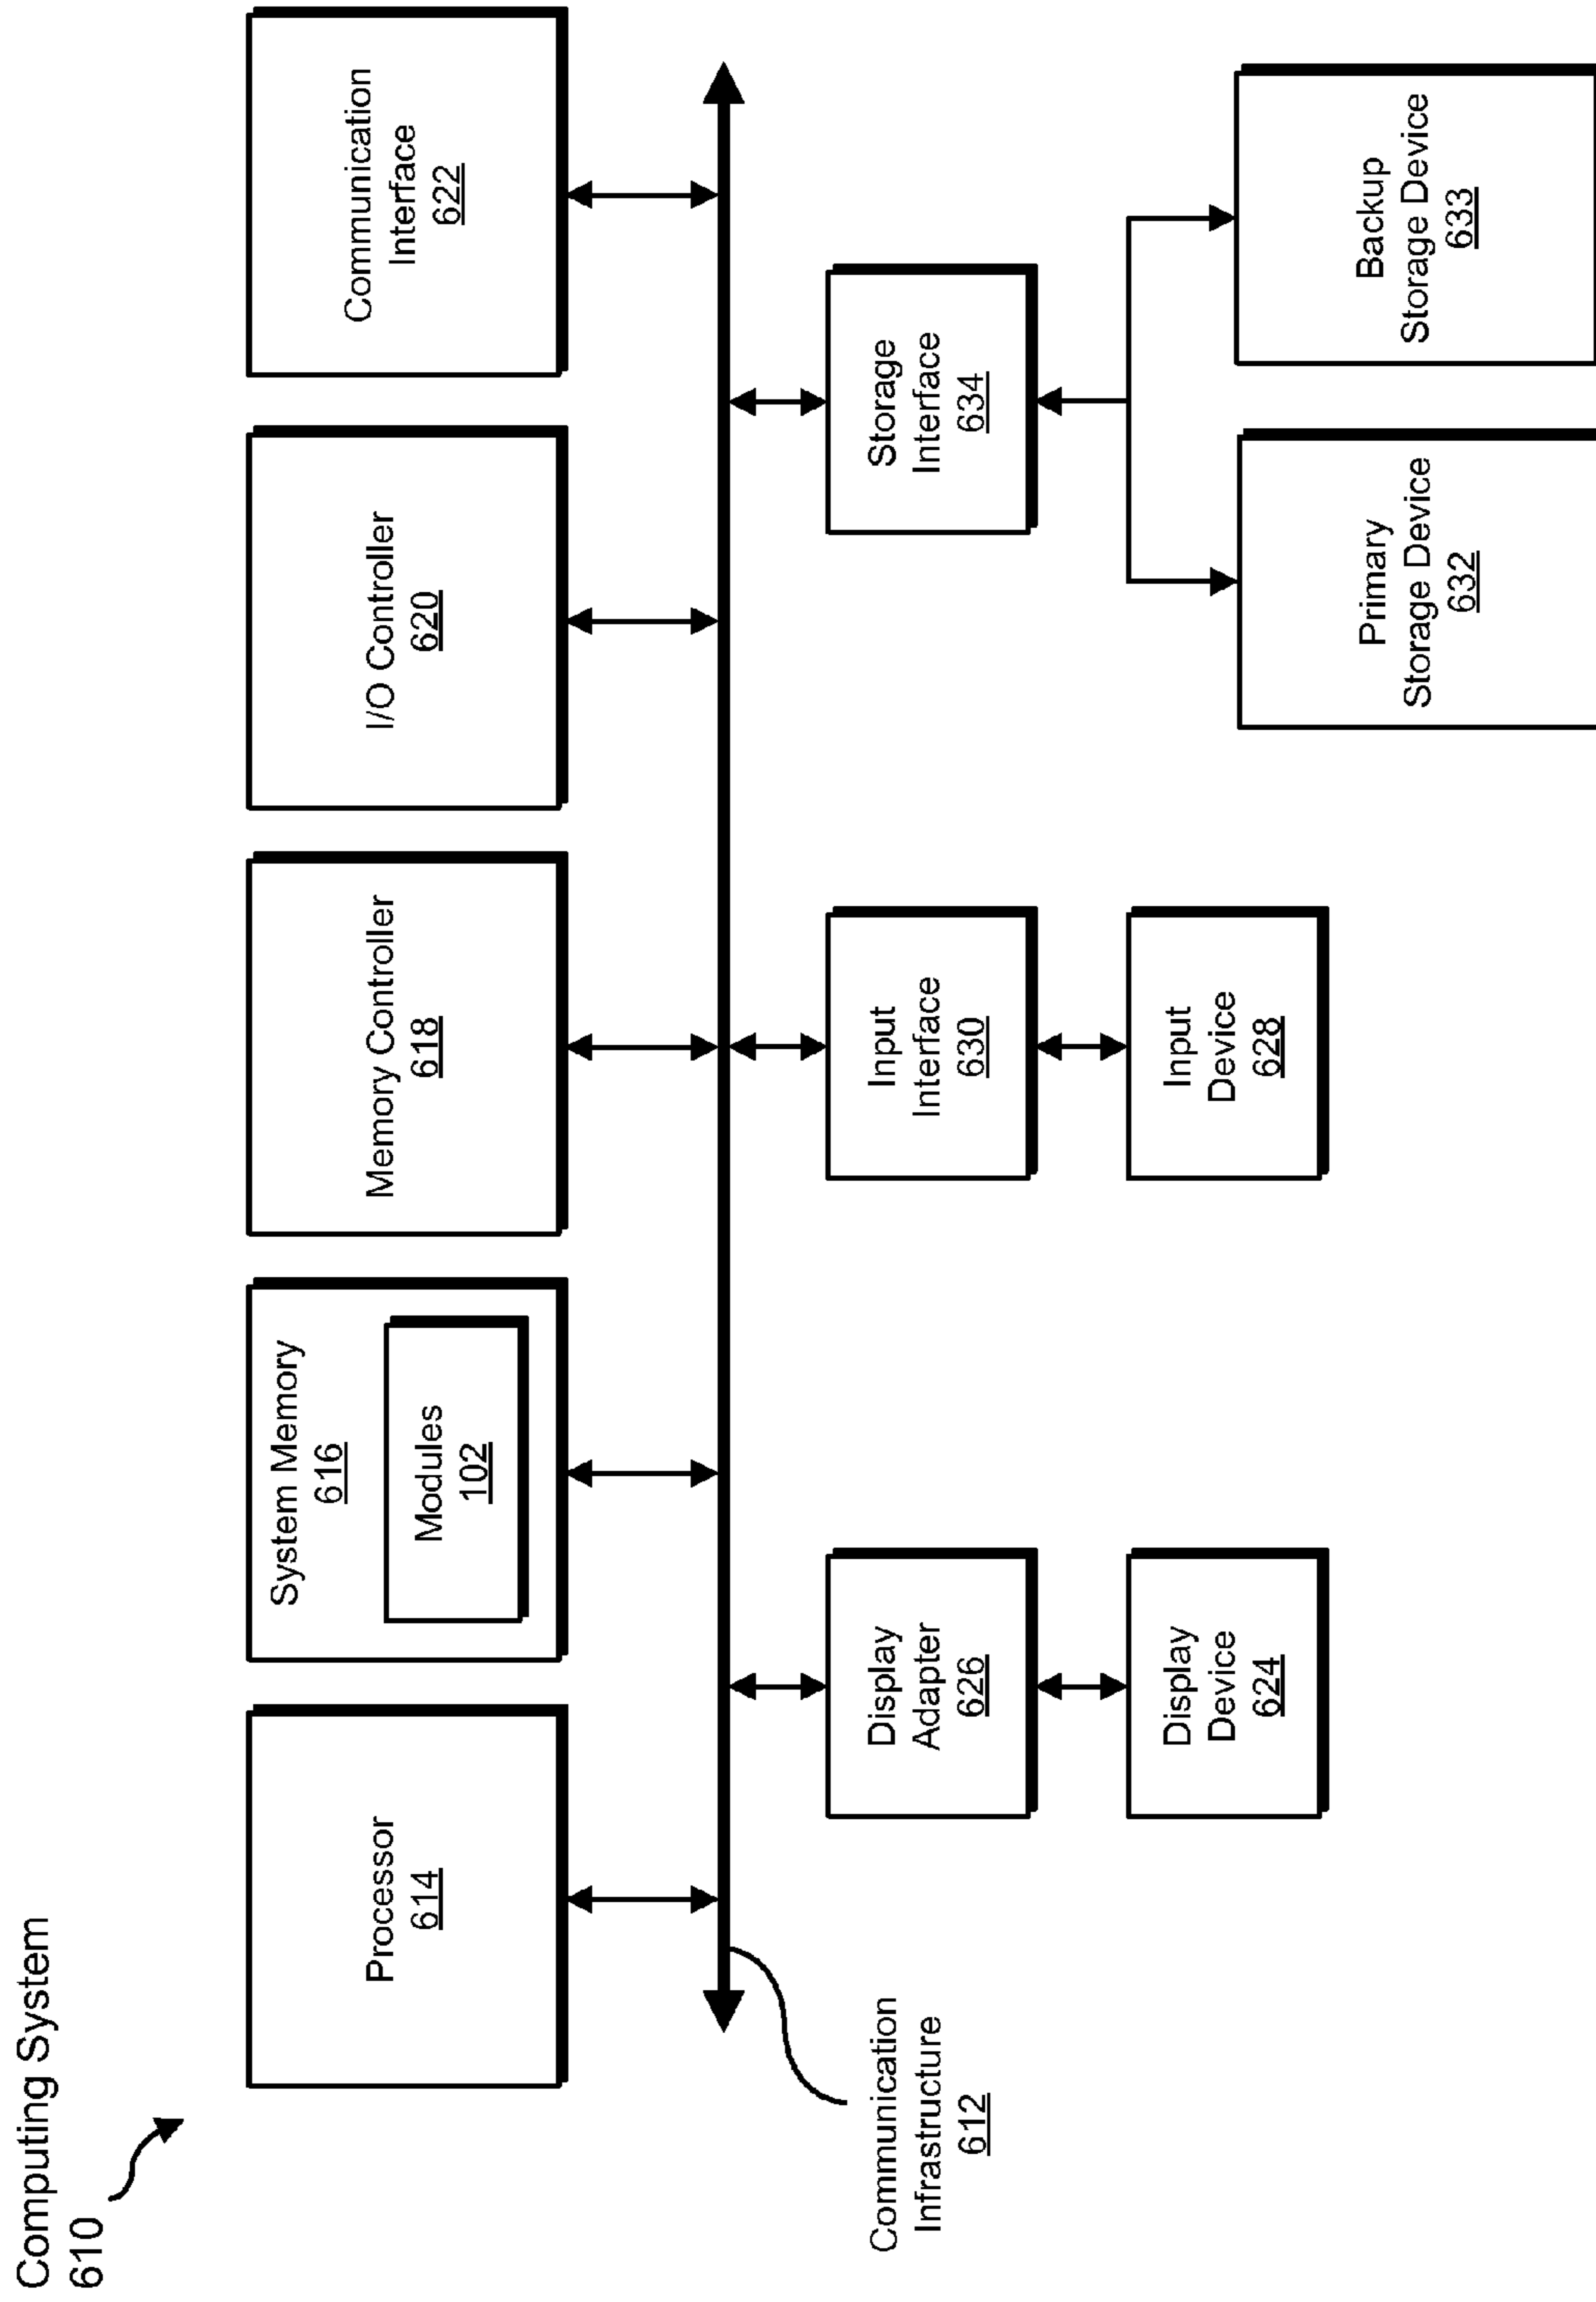 Computing System
610
Processor
614
System Memory
616
Modules
102
Memory Controller
618
I/O Controller
620
Communication
Interface
622
Communication
Infrastructure
612
Display
Adapter
626
Input
Interface
630
Storage
Interface
634
Display
Device
624
Input
Device
628
Primary
Storage Device
632
Backup
Storage Device
633